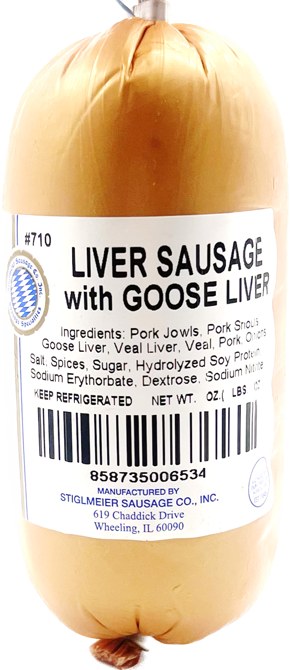 #710
LIVER SAUSAGE
with GOOSE LIVER
Ingredients: Pork Jowls, Pork Snouts
Goose Liver, Veal Liver, Veal, Pork, Onions
Salt, Spices, Sugar, Hydrolyzed Soy Protein
Sodium Erythorbate, Dextrose, Sodium Nitrite
KEEP REFRIGERATED NET WT. OZ.( LBS OZ
858735006534
MANUFACTURED BY
STIGLMEIER SAUSAGE CO., INC.
619 Chaddick Drive
Wheeling, IL 60090